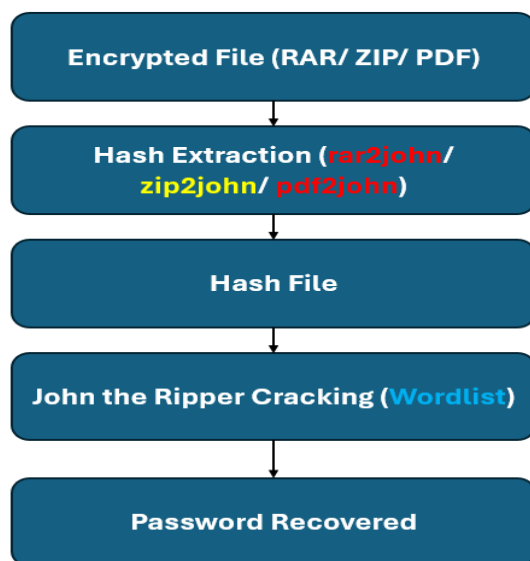 Encrypted File (RAR/ ZIP/ PDF)
Hash Extraction (rar2john/
zip2john/ pdf2john)
Hash File
John the Ripper Cracking (Wordlist)
Password Recovered